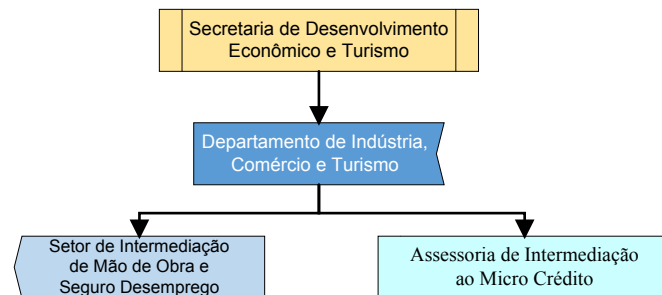 Secretaria de Desenvolvimento
Econômico e Turismo
Departamento de Indústria,
Comércio e Turismo
Setor de Intermediação
de Mão de Obra e
Seguro Desemprego
Assessoria de Intermediação
ao Micro Crédito